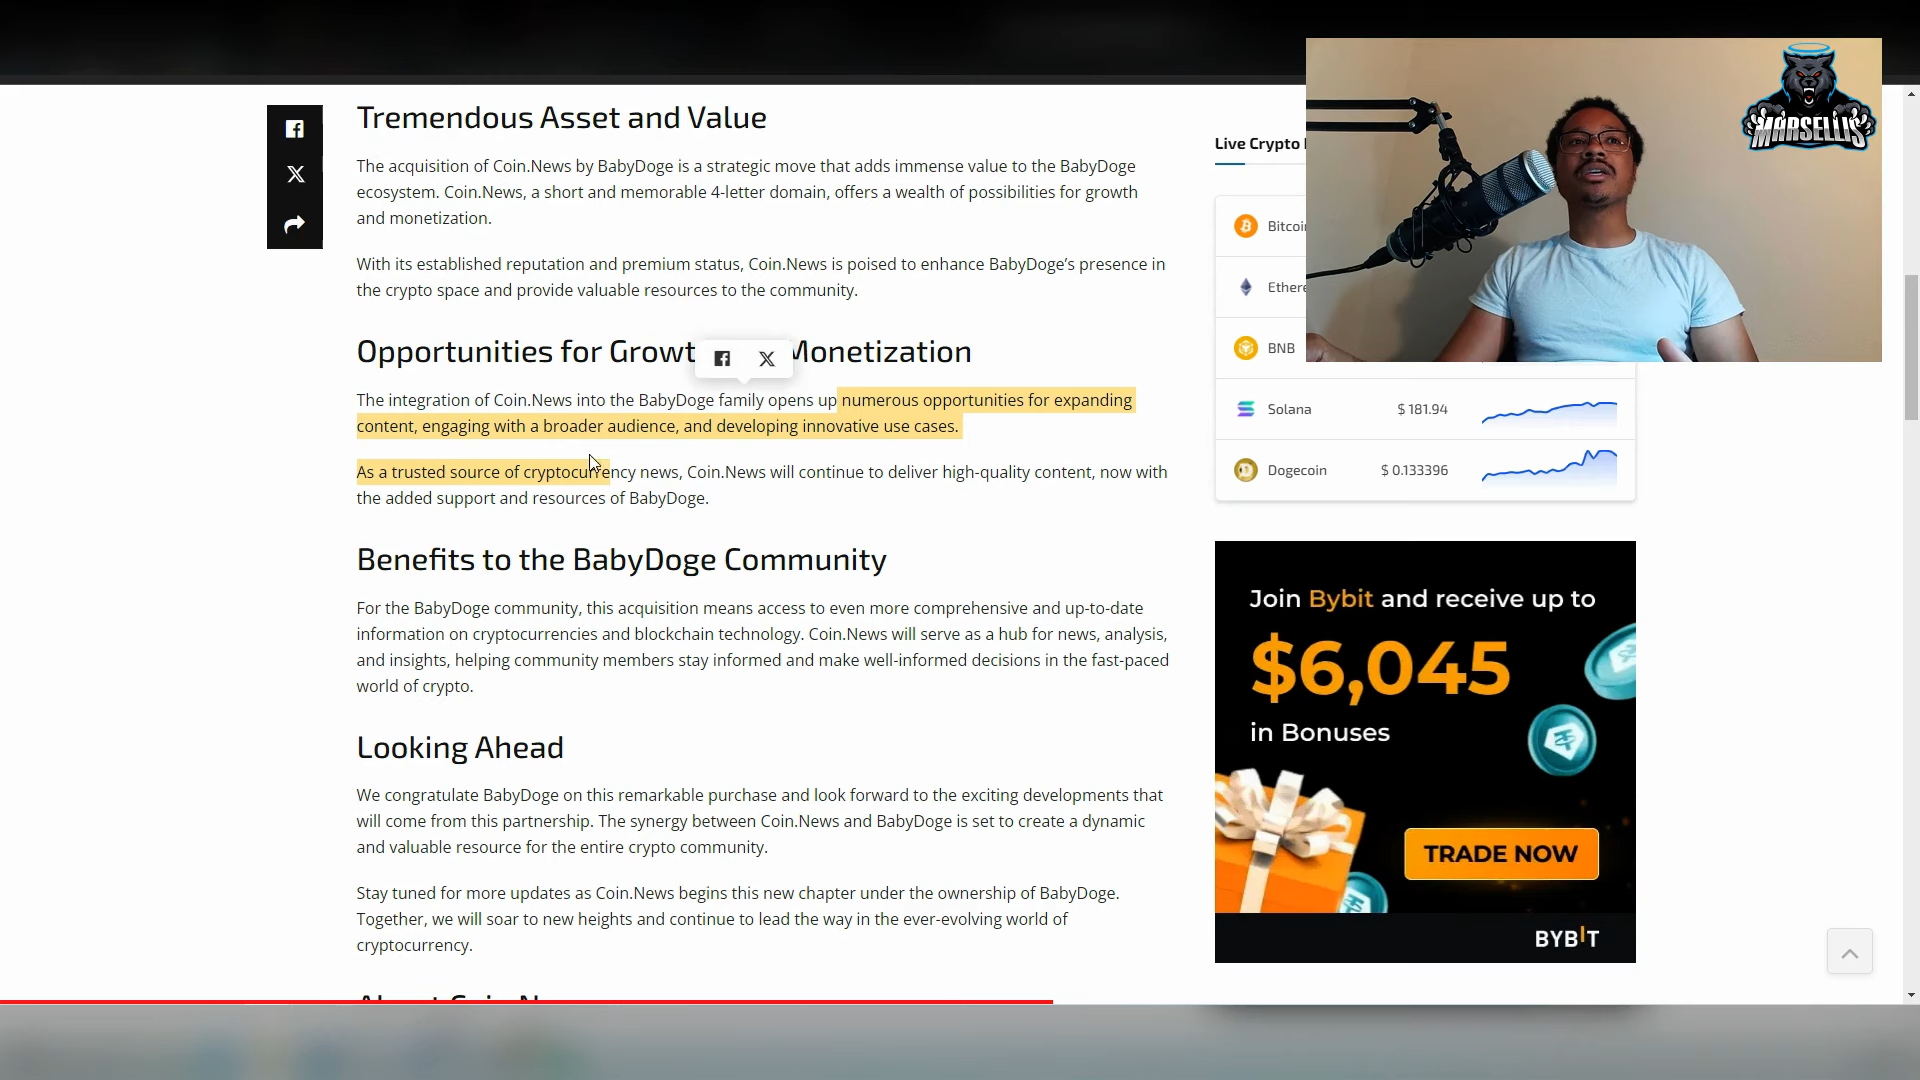 Tremendous Asset and Value
The acquisition of Coin.News by BabyDoge is a strategic move that adds immense value to the BabyDoge
ecosystem. Coin.News, a short and memorable 4-letter domain, offers a wealth of possibilities for growth
and monetization.
With its established reputation and premium status, Coin.News is poised to enhance BabyDoge’s presence in
the crypto space and provide valuable resources to the community.
Opportunities for Growt Monetization
The integration of Coin.News into the BabyDoge family opens up numerous opportunities for expanding
content, engaging with a broader audience, and developing innovative use cases.
As a trusted source of cryptocurrency news, Coin.News will continue to deliver high-quality content, now with
the added support and resources of BabyDoge.
Benefits to the BabyDoge Community
For the BabyDoge community, this acquisition means access to even more comprehensive and up-to-date
information on cryptocurrencies and blockchain technology. Coin.News will serve as a hub for news, analysis,
and insights, helping community members stay informed and make well-informed decisions in the fast-paced
world of crypto.
Looking Ahead
We congratulate BabyDoge on this remarkable purchase and look forward to the exciting developments that
will come from this partnership. The synergy between Coin.News and BabyDoge is set to create a dynamic
and valuable resource for the entire crypto community.
Stay tuned for more updates as Coin.News begins this new chapter under the ownership of BabyDoge.
Together, we will soar to new heights and continue to lead the way in the ever-evolving world of
cryptocurrency.
MARSELLIS
Live Crypto
Bitcoi
Ethere
BNB
Solana $ 181.94
Dogecoin $ 0.133396
Join Bybit and receive up to
$6,045
in Bonuses
TRADE NOW
BYBIT